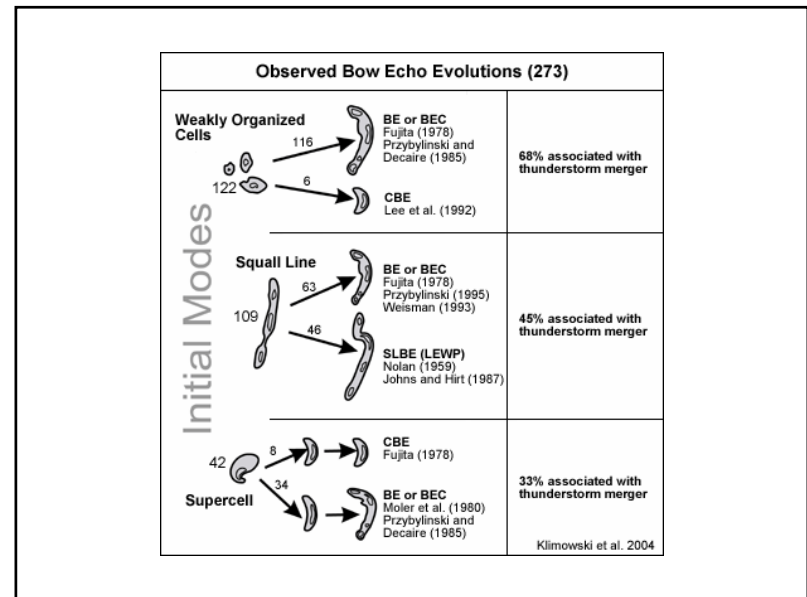 Observed Bow Echo Evolutions (273)
Initial Modes
Weakly Organized
Cells
122
116
BE or BEC
Fujita (1978)
Przybylinski and
Decaire (1985)
6
CBE
Lee et al. (1992)
68% associated with
thunderstorm merger
Squall Line
109
63
BE or BEC
Fujita (1978)
Przybylinski (1995)
Weisman (1993)
46
SLBE (LEWP)
Nolan (1959)
Johns and Hirt (1987)
45% associated with
thunderstorm merger
42
Supercell
8
CBE
Fujita (1978)
34
BE or BEC
Moler et al. (1980)
Przybylinski and
Decaire (1985)
33% associated with
thunderstorm merger
Klimowski et al. 2004